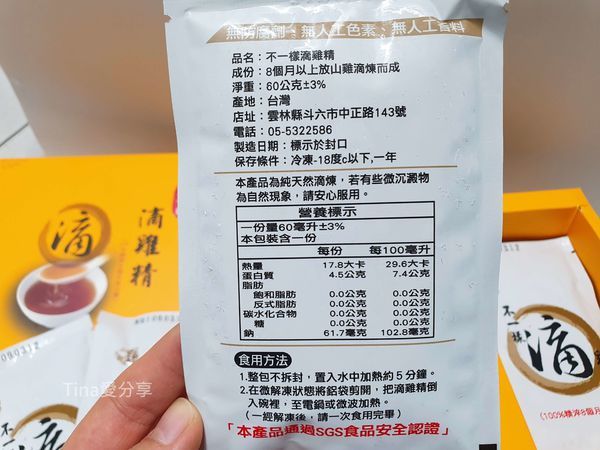 無防腐劑、無人工色素、無人工香料
品名：不一樣滴雞精
成份：8個月以上放山雞滴煉而成
淨重：60公克±3%
產地：台灣
店址：雲林縣斗六市中正路143號
電話：05-5322586
製造日期：標示於封口
保存條件：冷凍-18度c以下,一年
本產品為純天然滴煉，若有些微沉澱物
為自然現象，請安心服用。
營養標示
一份量60毫升±3%
本包裝含一份
每份 每100毫升
熱量 17.8大卡 29.6大卡
蛋白質 4.5公克 7.4公克
脂肪
飽和脂肪 0.0公克 0.0公克
反式脂肪 0.0公克 0.0公克
碳水化合物 0.0公克 0.0公克
糖 0.0公克 0.0公克
鈉 61.7毫克 102.8毫克
食用方法
1.整包不拆封，置入水中加熱約5分鐘。
2.在微解凍狀態將鋁袋剪開，把滴雞精倒
入碗裡，至電鍋或微波加熱。
（一經解凍後，請一次食用完畢）
「本產品通過SGS食品安全認證」
滴
滴雞精
不一樣
滴
(100%精淬8個月
Tina愛分享